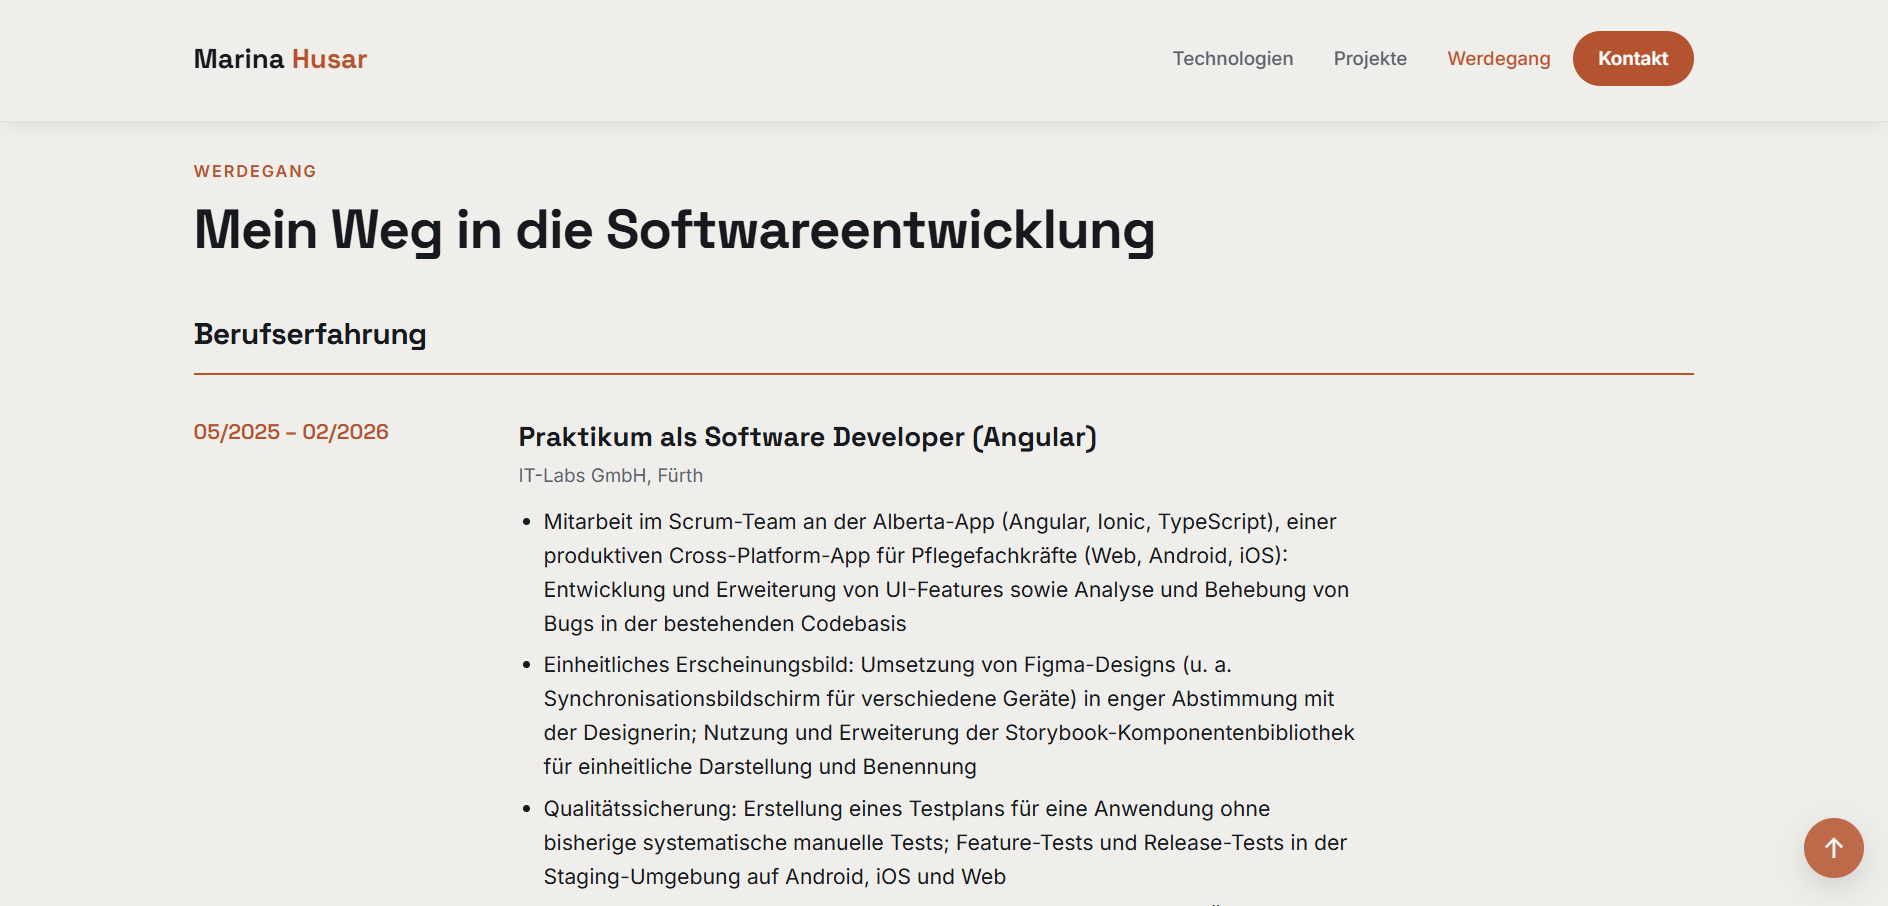 Marina Husar
Technologien
Projekte
Werdegang
Kontakt
WERDEGANG
Mein Weg in die Softwareentwicklung
Berufserfahrung
05/2025 – 02/2026
Praktikum als Software Developer (Angular)
IT-Labs GmbH, Fürth
• Mitarbeit im Scrum-Team an der Alberta-App (Angular, Ionic, TypeScript), einer
produktiven Cross-Platform-App für Pflegefachkräfte (Web, Android, iOS):
Entwicklung und Erweiterung von UI-Features sowie Analyse und Behebung von
Bugs in der bestehenden Codebasis
• Einheitliches Erscheinungsbild: Umsetzung von Figma-Designs (u. a.
Synchronisationsbildschirm für verschiedene Geräte) in enger Abstimmung mit
der Designerin; Nutzung und Erweiterung der Storybook-Komponentenbibliothek
für einheitliche Darstellung und Benennung
• Qualitätssicherung: Erstellung eines Testplans für eine Anwendung ohne
bisherige systematische manuelle Tests; Feature-Tests und Release-Tests in der
Staging-Umgebung auf Android, iOS und Web